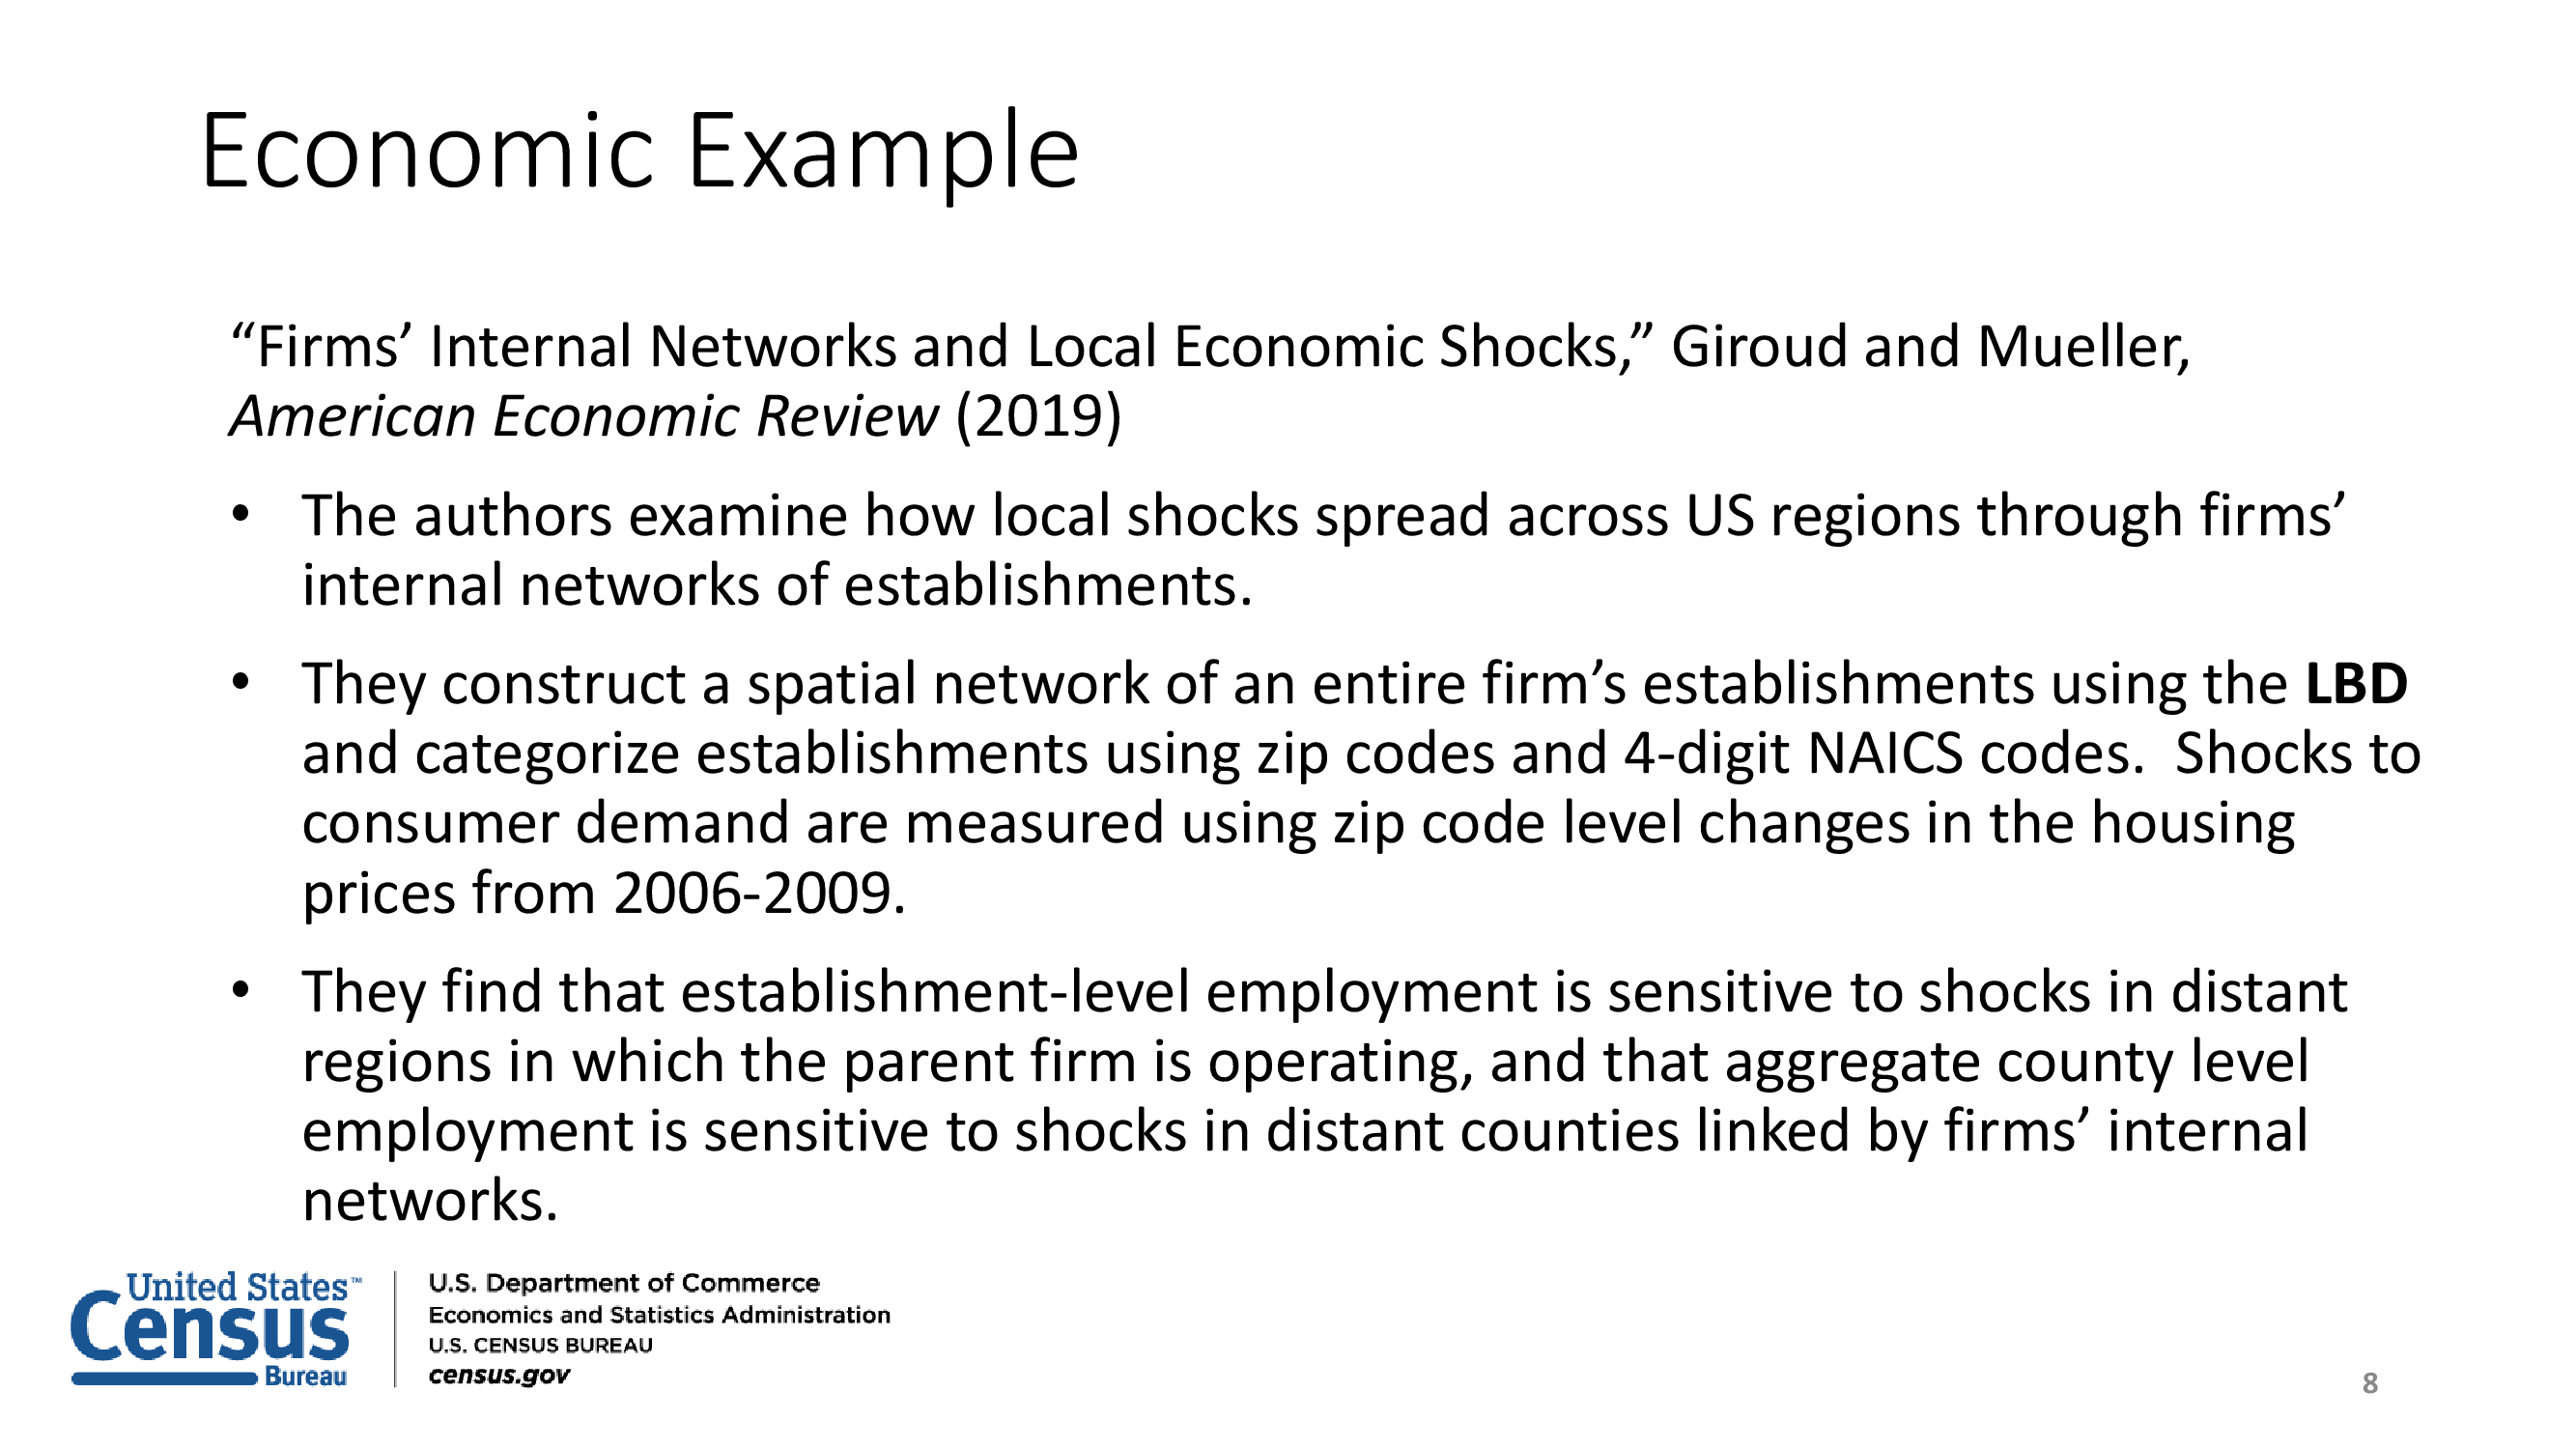 Economic Example
“Firms’ Internal Networks and Local Economic Shocks,” Giroud and Mueller,
American Economic Review (2019)
• The authors examine how local shocks spread across US regions through firms’
internal networks of establishments.
• They construct a spatial network of an entire firm’s establishments using the LBD
and categorize establishments using zip codes and 4-digit NAICS codes.  Shocks to
consumer demand are measured using zip code level changes in the housing
prices from 2006-2009.
• They find that establishment-level employment is sensitive to shocks in distant
regions in which the parent firm is operating, and that aggregate county level
employment is sensitive to shocks in distant counties linked by firms’ internal
networks.
United States™
Census
Bureau
U.S. Department of Commerce
Economics and Statistics Administration
U.S. CENSUS BUREAU
census.gov
8